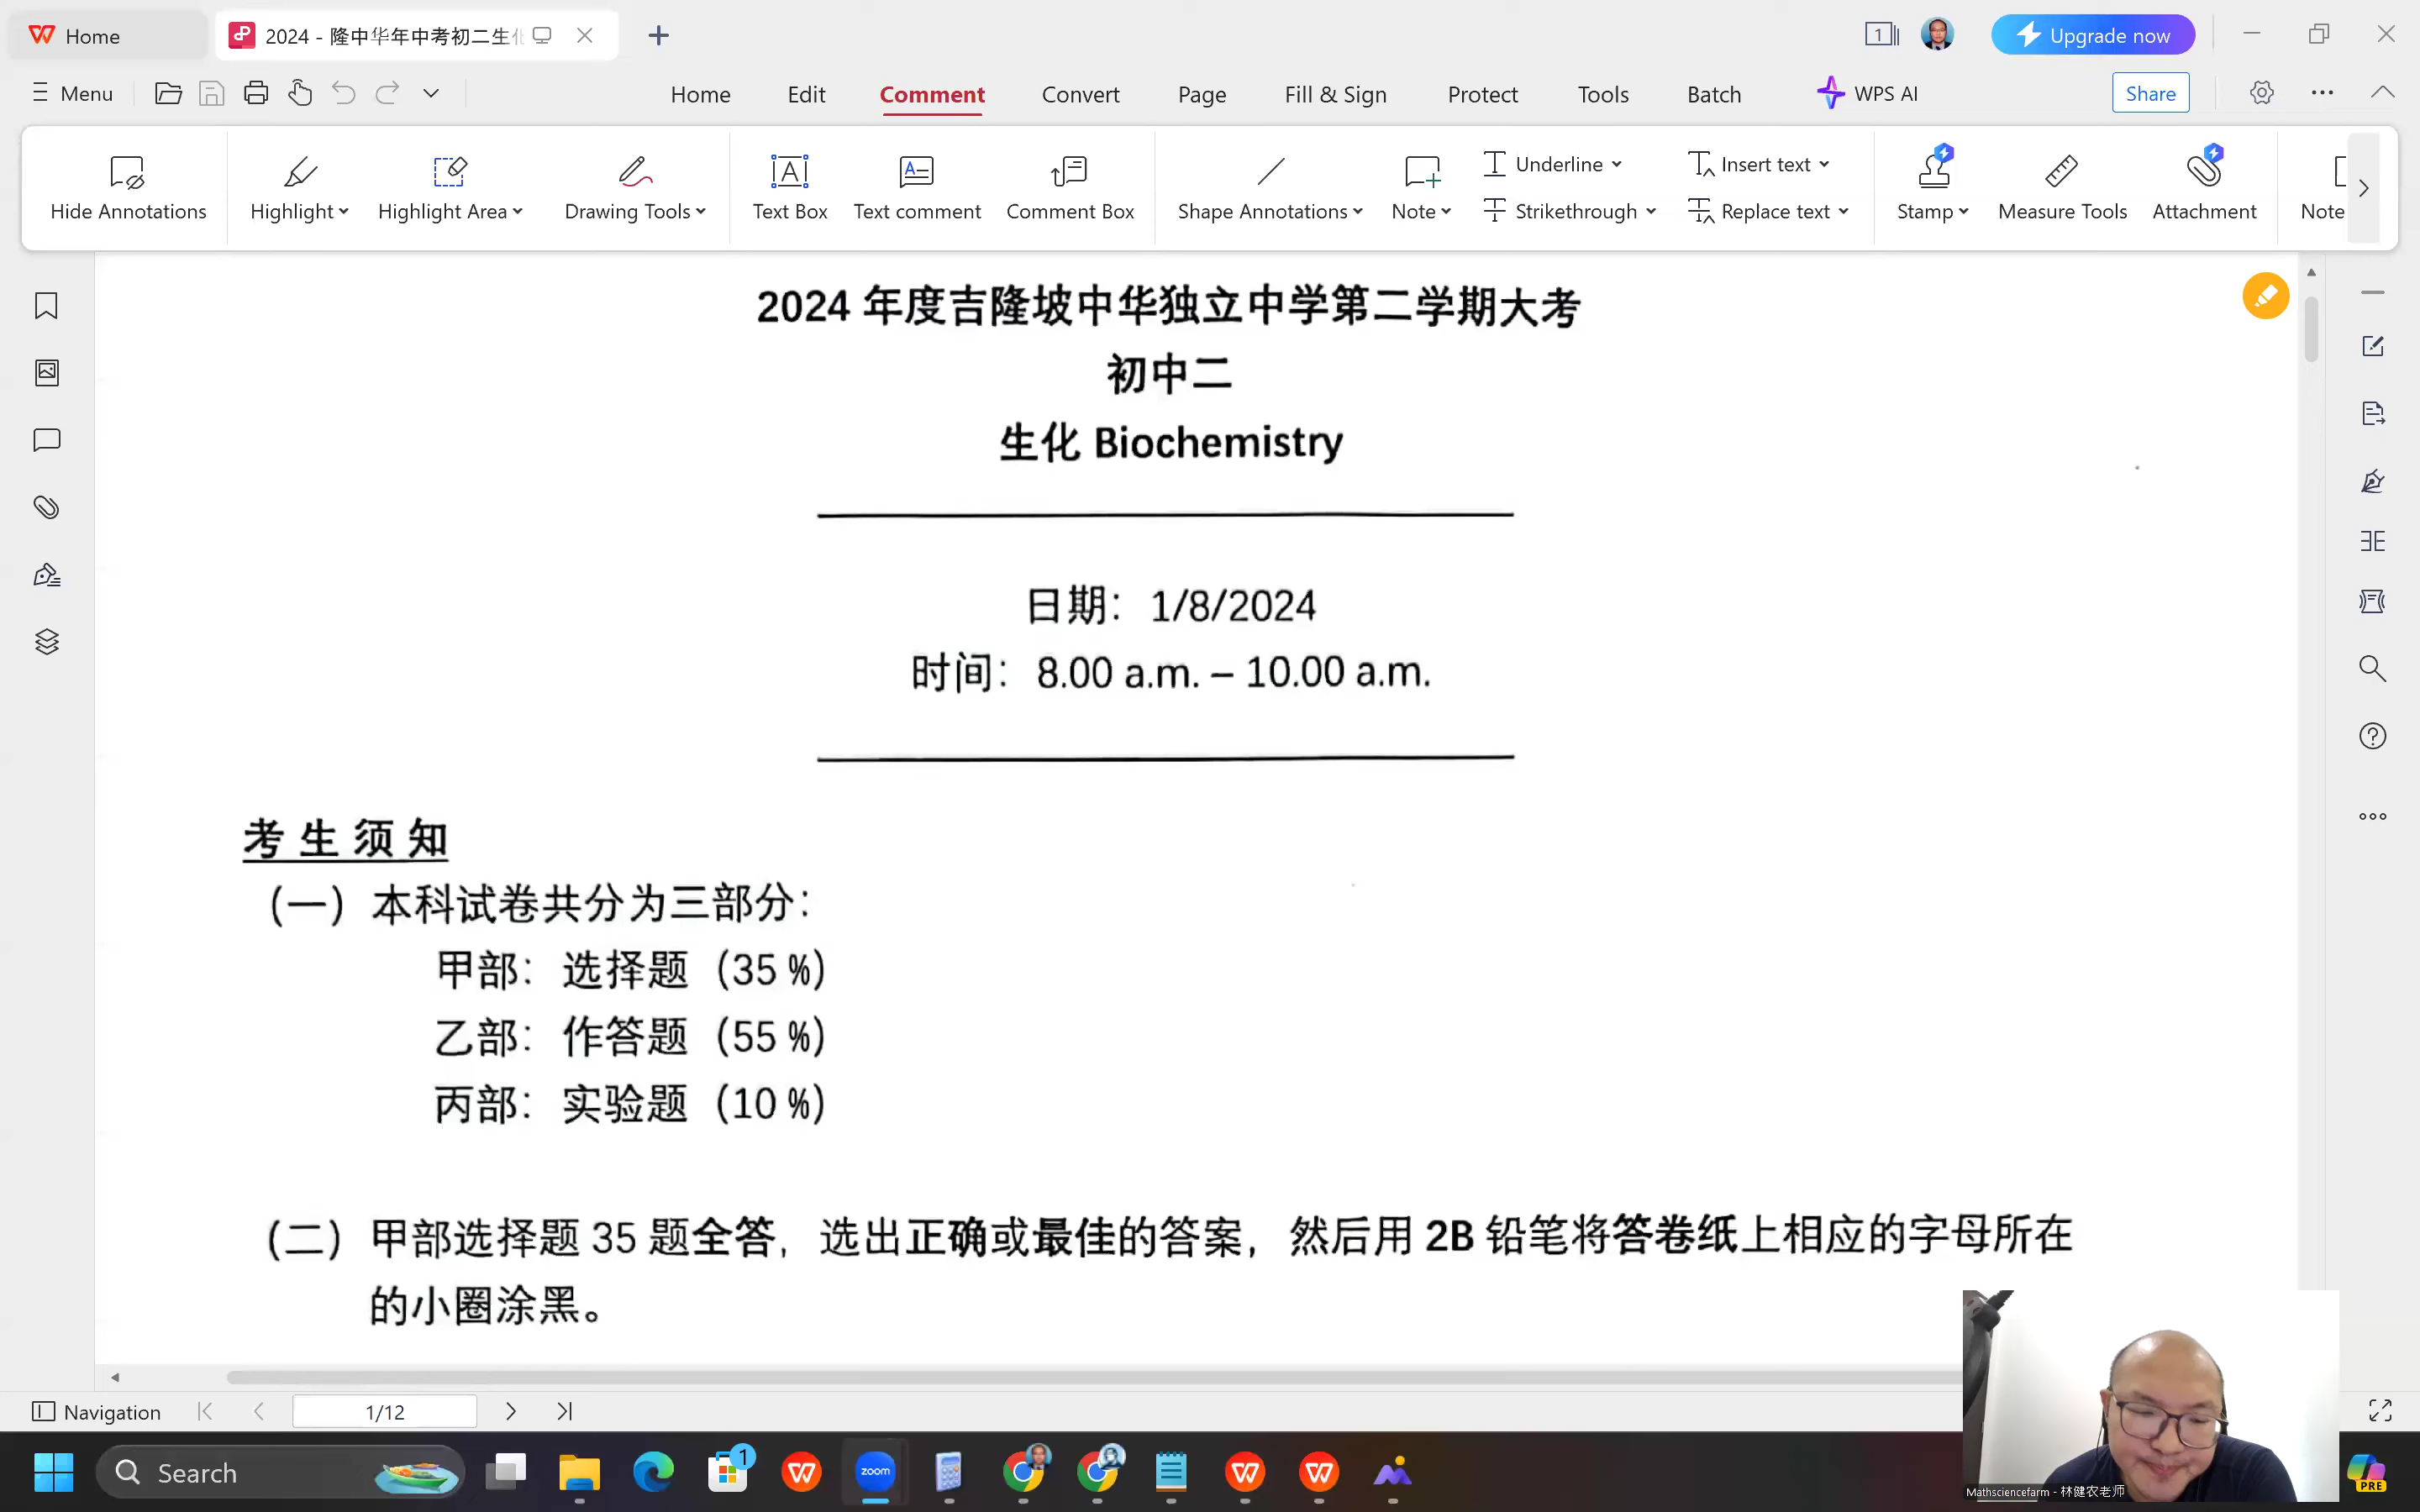 Home
2024 - 隆中华年中考初二生化
1
Upgrade now
Menu
Home
Edit
Comment
Convert
Page
Fill & Sign
Protect
Tools
Batch
WPS AI
Share
Hide Annotations
Highlight
Highlight Area
Drawing Tools
Text Box
Text comment
Comment Box
Shape Annotations
Note
Underline
Strikethrough
Insert text
Replace text
Stamp
Measure Tools
Attachment
Note
2024 年度吉隆坡中华独立中学第二学期大考
初中二
生化 Biochemistry
日期：1/8/2024
时间：8.00 a.m. – 10.00 a.m.
考 生 须 知
(一) 本科试卷共分为三部分：
甲部：选择题（35 %）
乙部：作答题（55 %）
丙部：实验题（10 %）
(二) 甲部选择题 35 题全答，选出正确或最佳的答案，然后用 2B 铅笔将答卷纸上相应的字母所在
的小圈涂黑。
Navigation
1/12
Mathsciencefarm - 林健农老师
Search
1
zoom
PRE